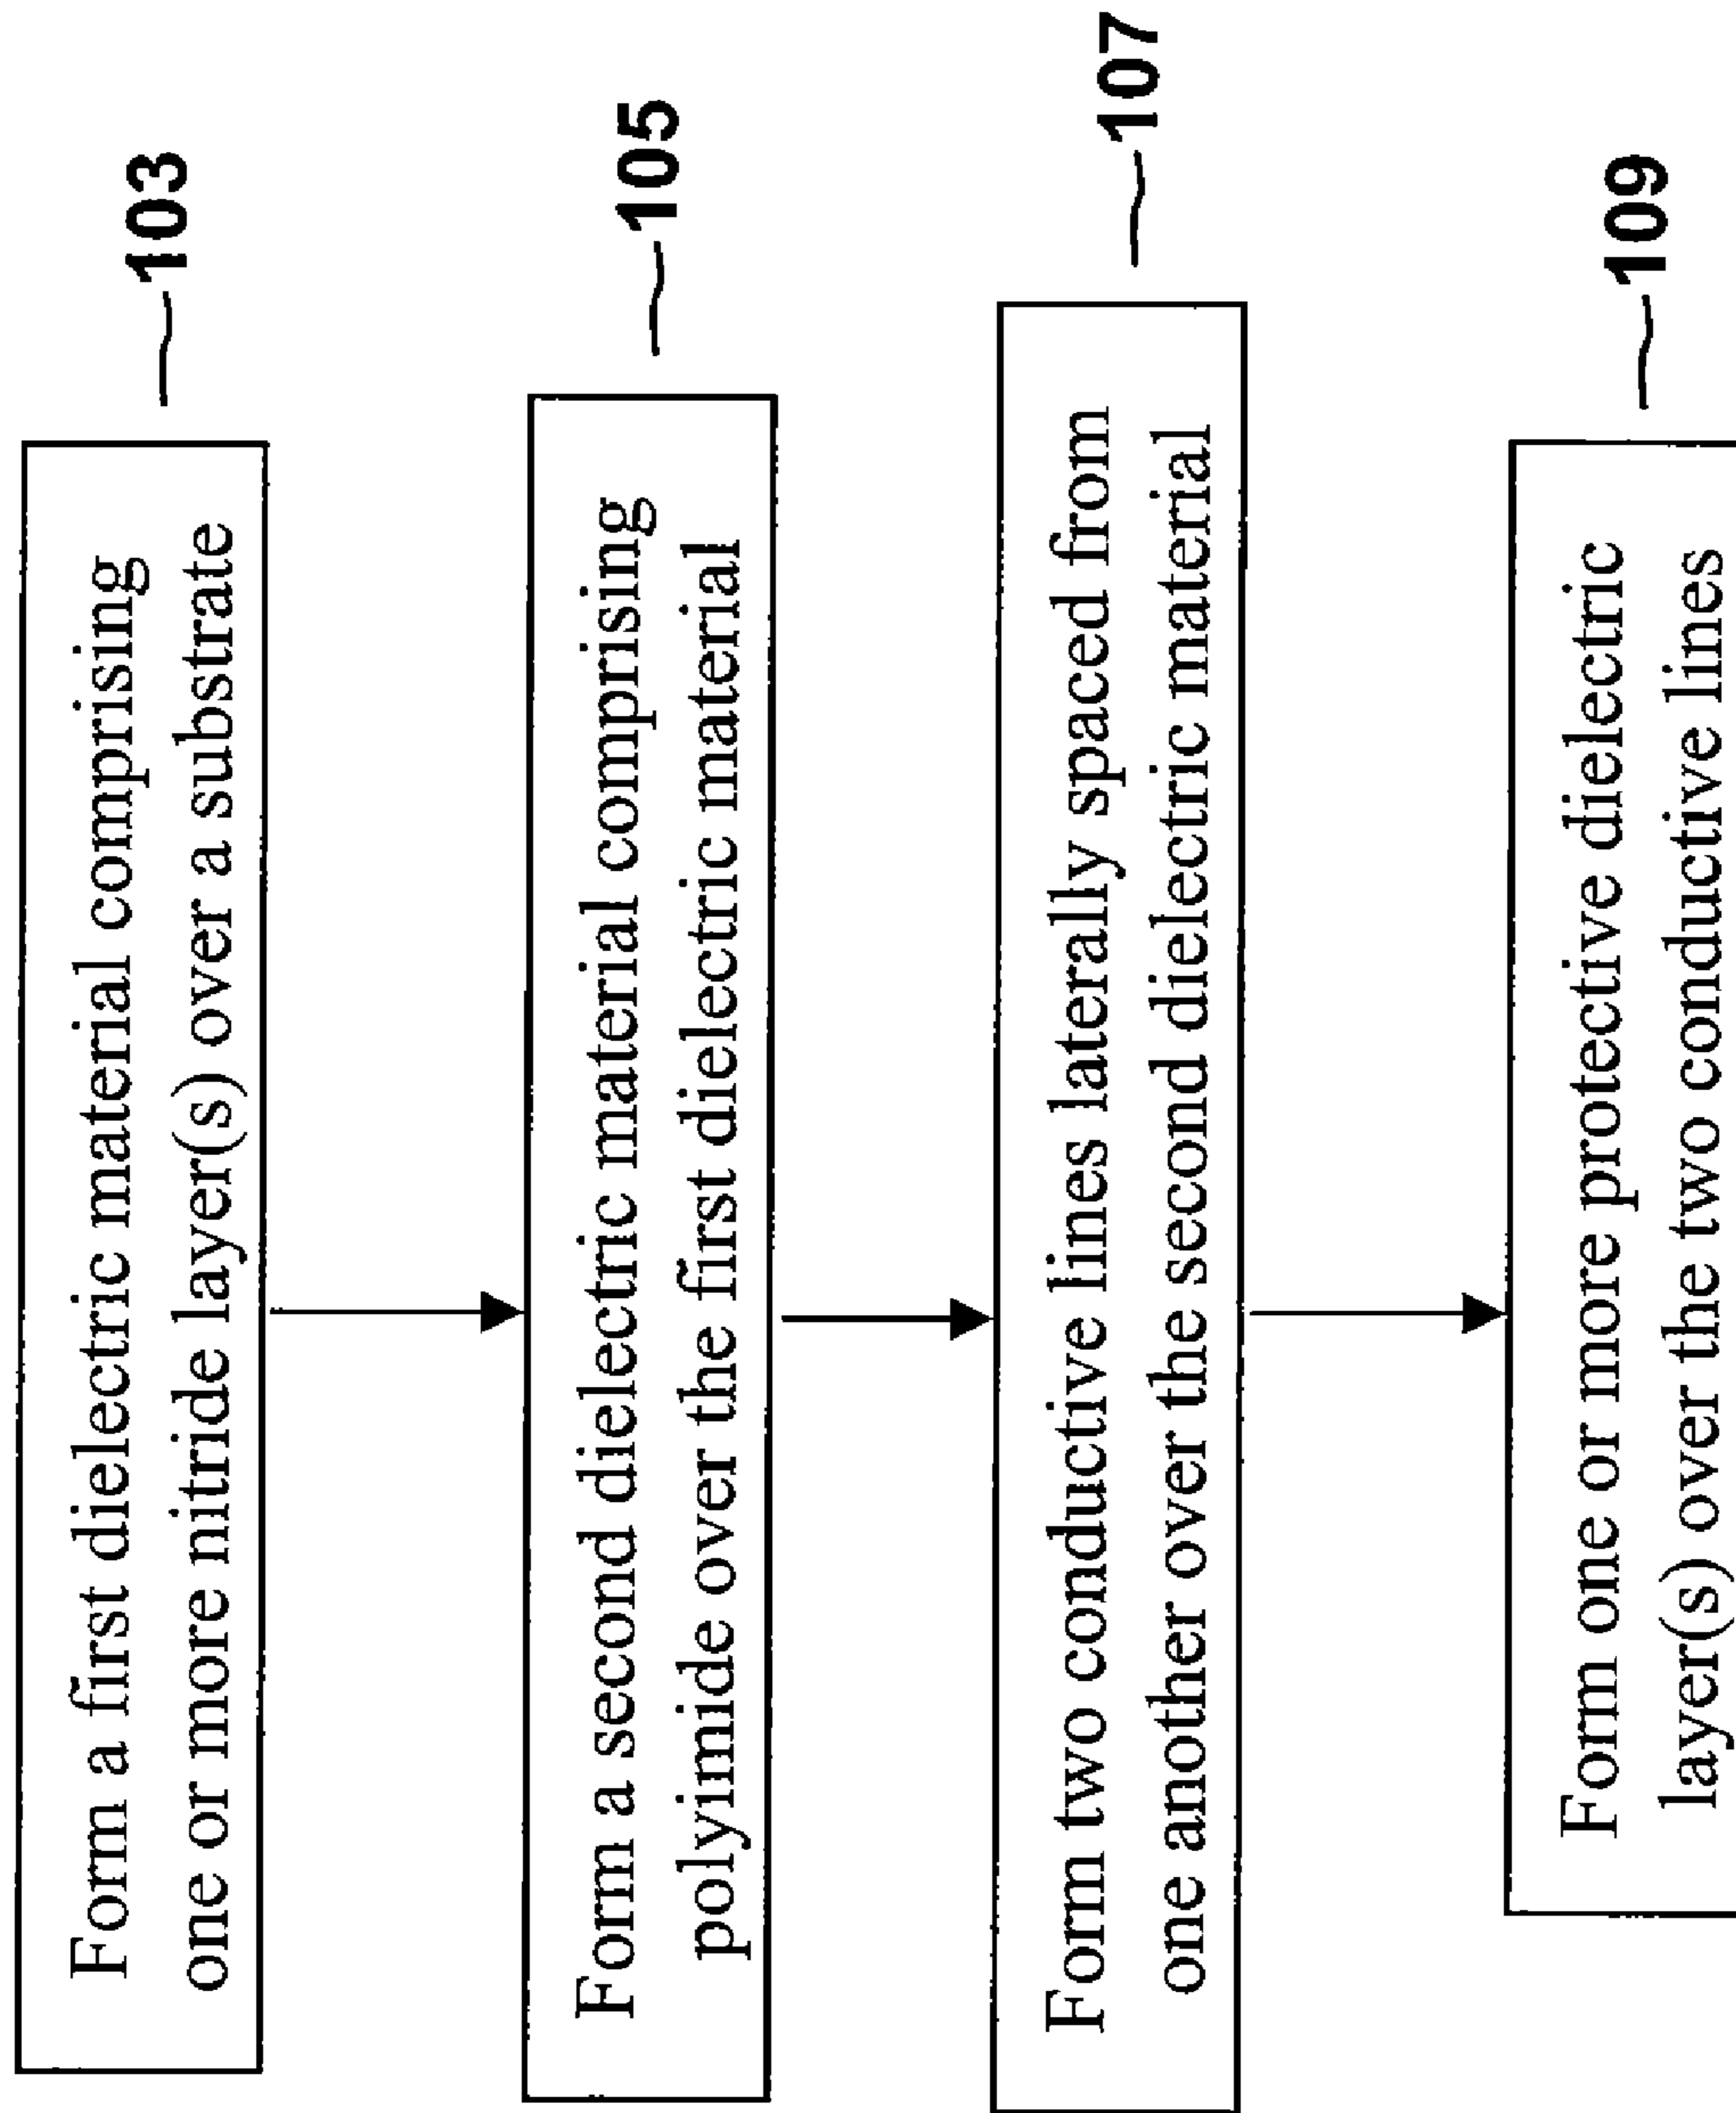 Form a first dielectric material comprising
one or more nitride layer(s) over a substrate
103
Form a second dielectric material comprising
polyimide over the first dielectric material
105
Form two conductive lines laterally spaced from
one another over the second dielectric material
107
Form one or more protective dielectric
layer(s) over the two conductive lines
109